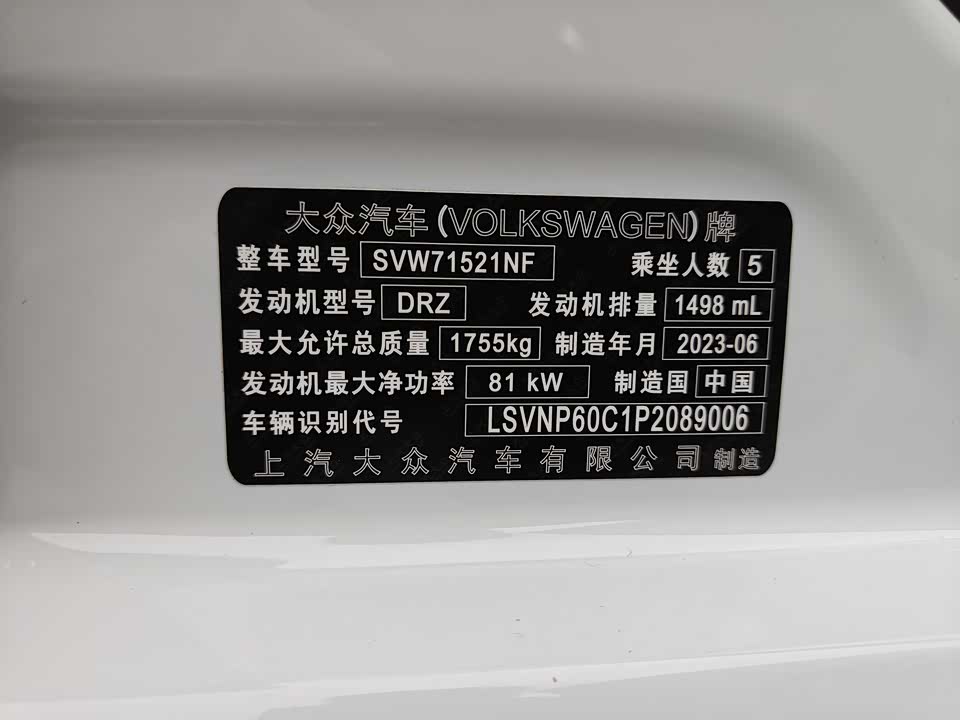 大众汽车(VOLKSWAGEN)牌
整车型号 SVW71521NF 乘坐人数 5
发动机型号 DRZ 发动机排量 1498 mL
最大允许总质量 1755kg 制造年月 2023-06
发动机最大净功率 81 kW 制造国 中国
车辆识别代号 LSVNP60C1P2089006
上汽大众汽车有限公司制造